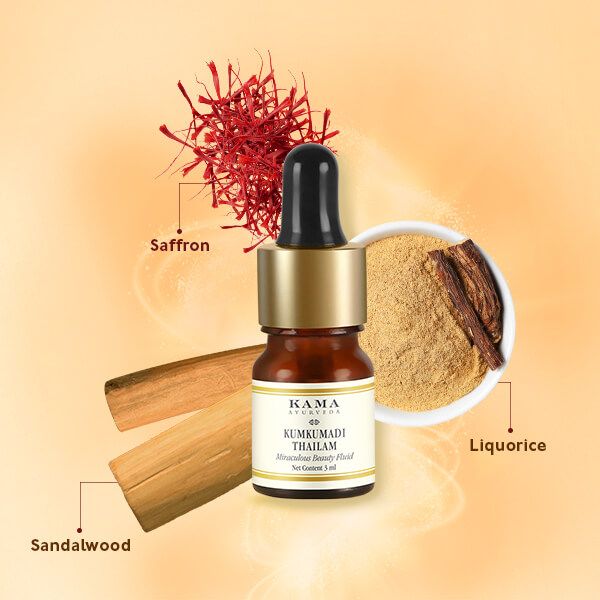 Saffron
KAMA
AYURVEDA
KUMKUMADI
THAILAM
Miraculous Beauty Fluid
Net Content 3 ml
Liquorice
Sandalwood